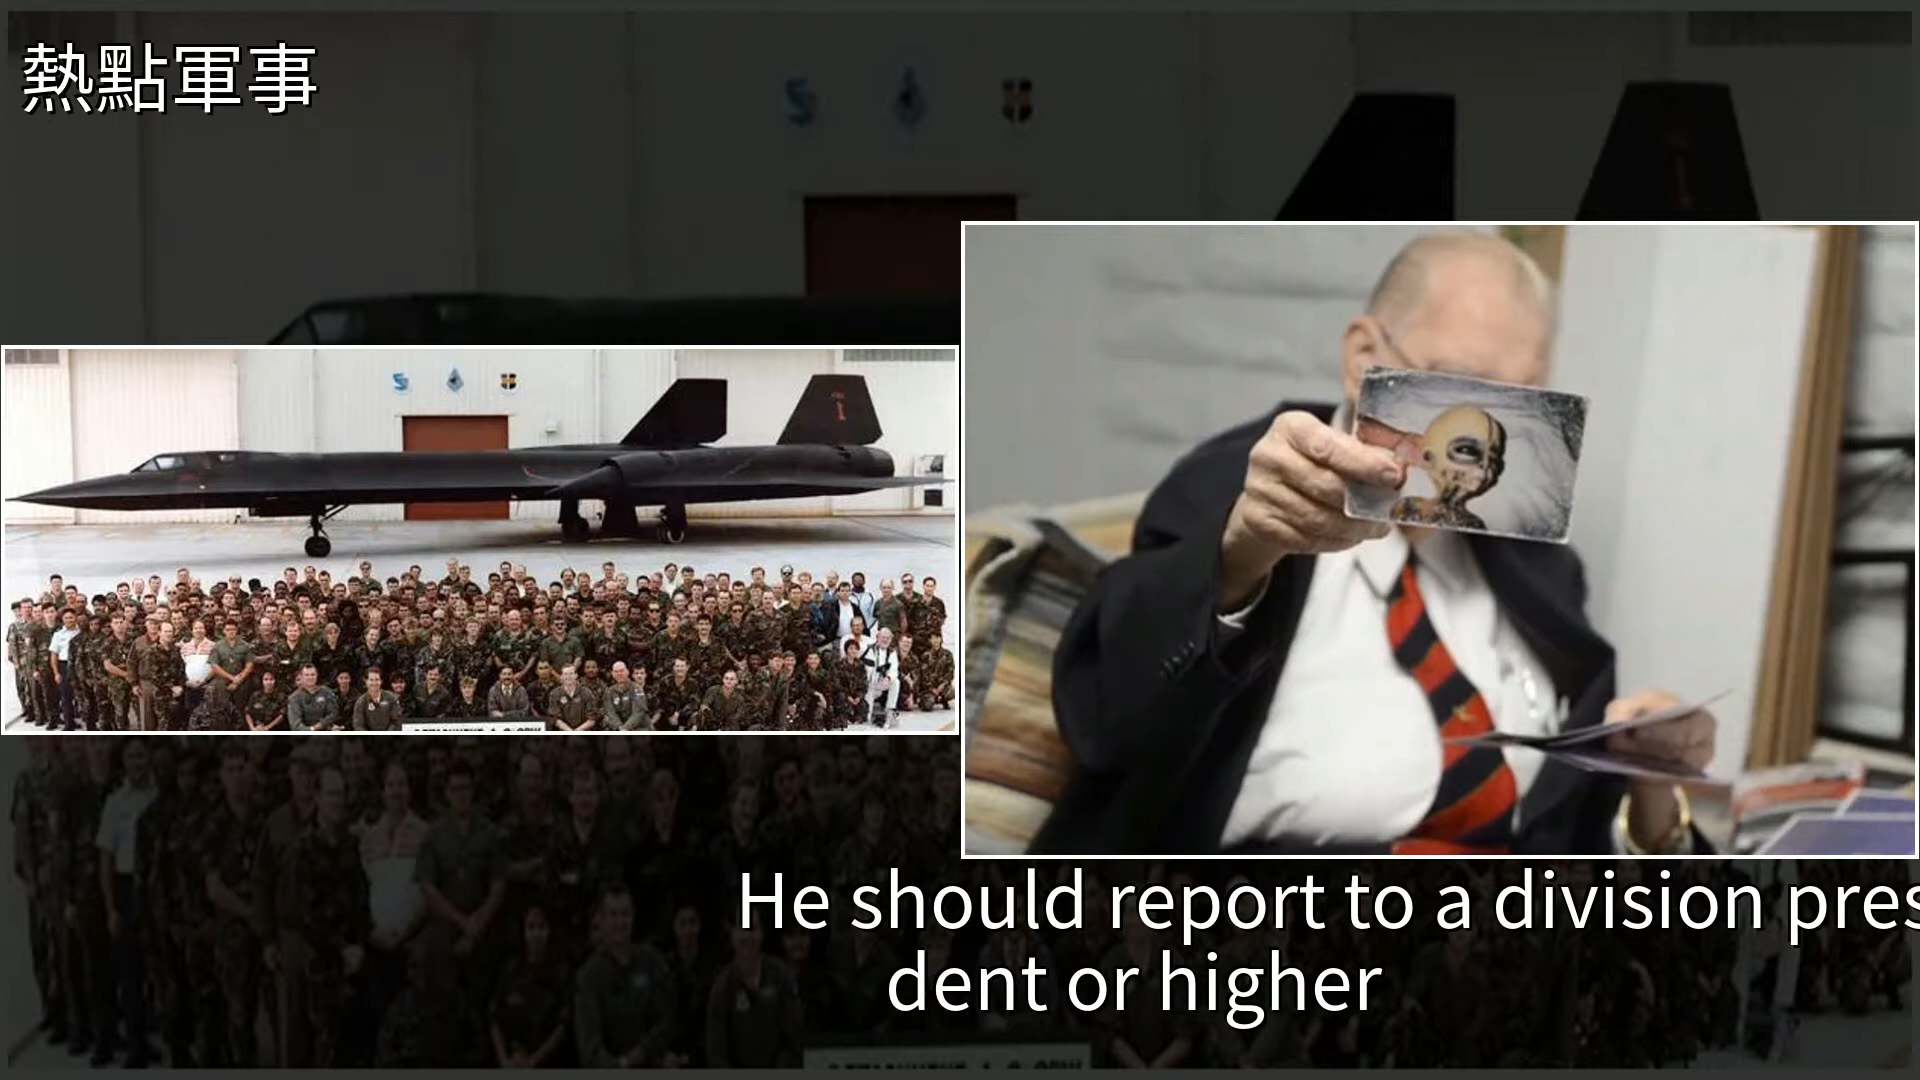 熱點軍事
He should report to a division pres
dent or higher